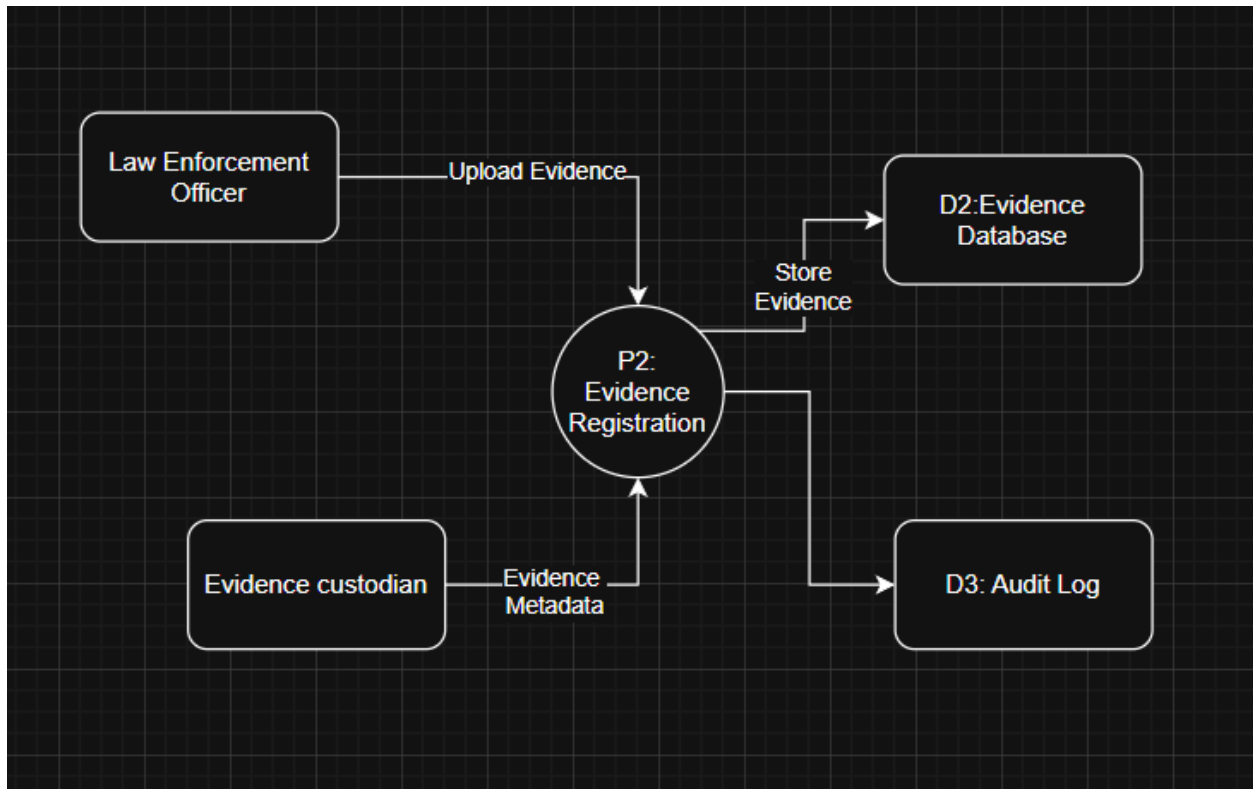 Law Enforcement
Officer
Upload Evidence
D2:Evidence
Database
Store
Evidence
P2:
Evidence
Registration
Evidence custodian
Evidence
Metadata
D3: Audit Log